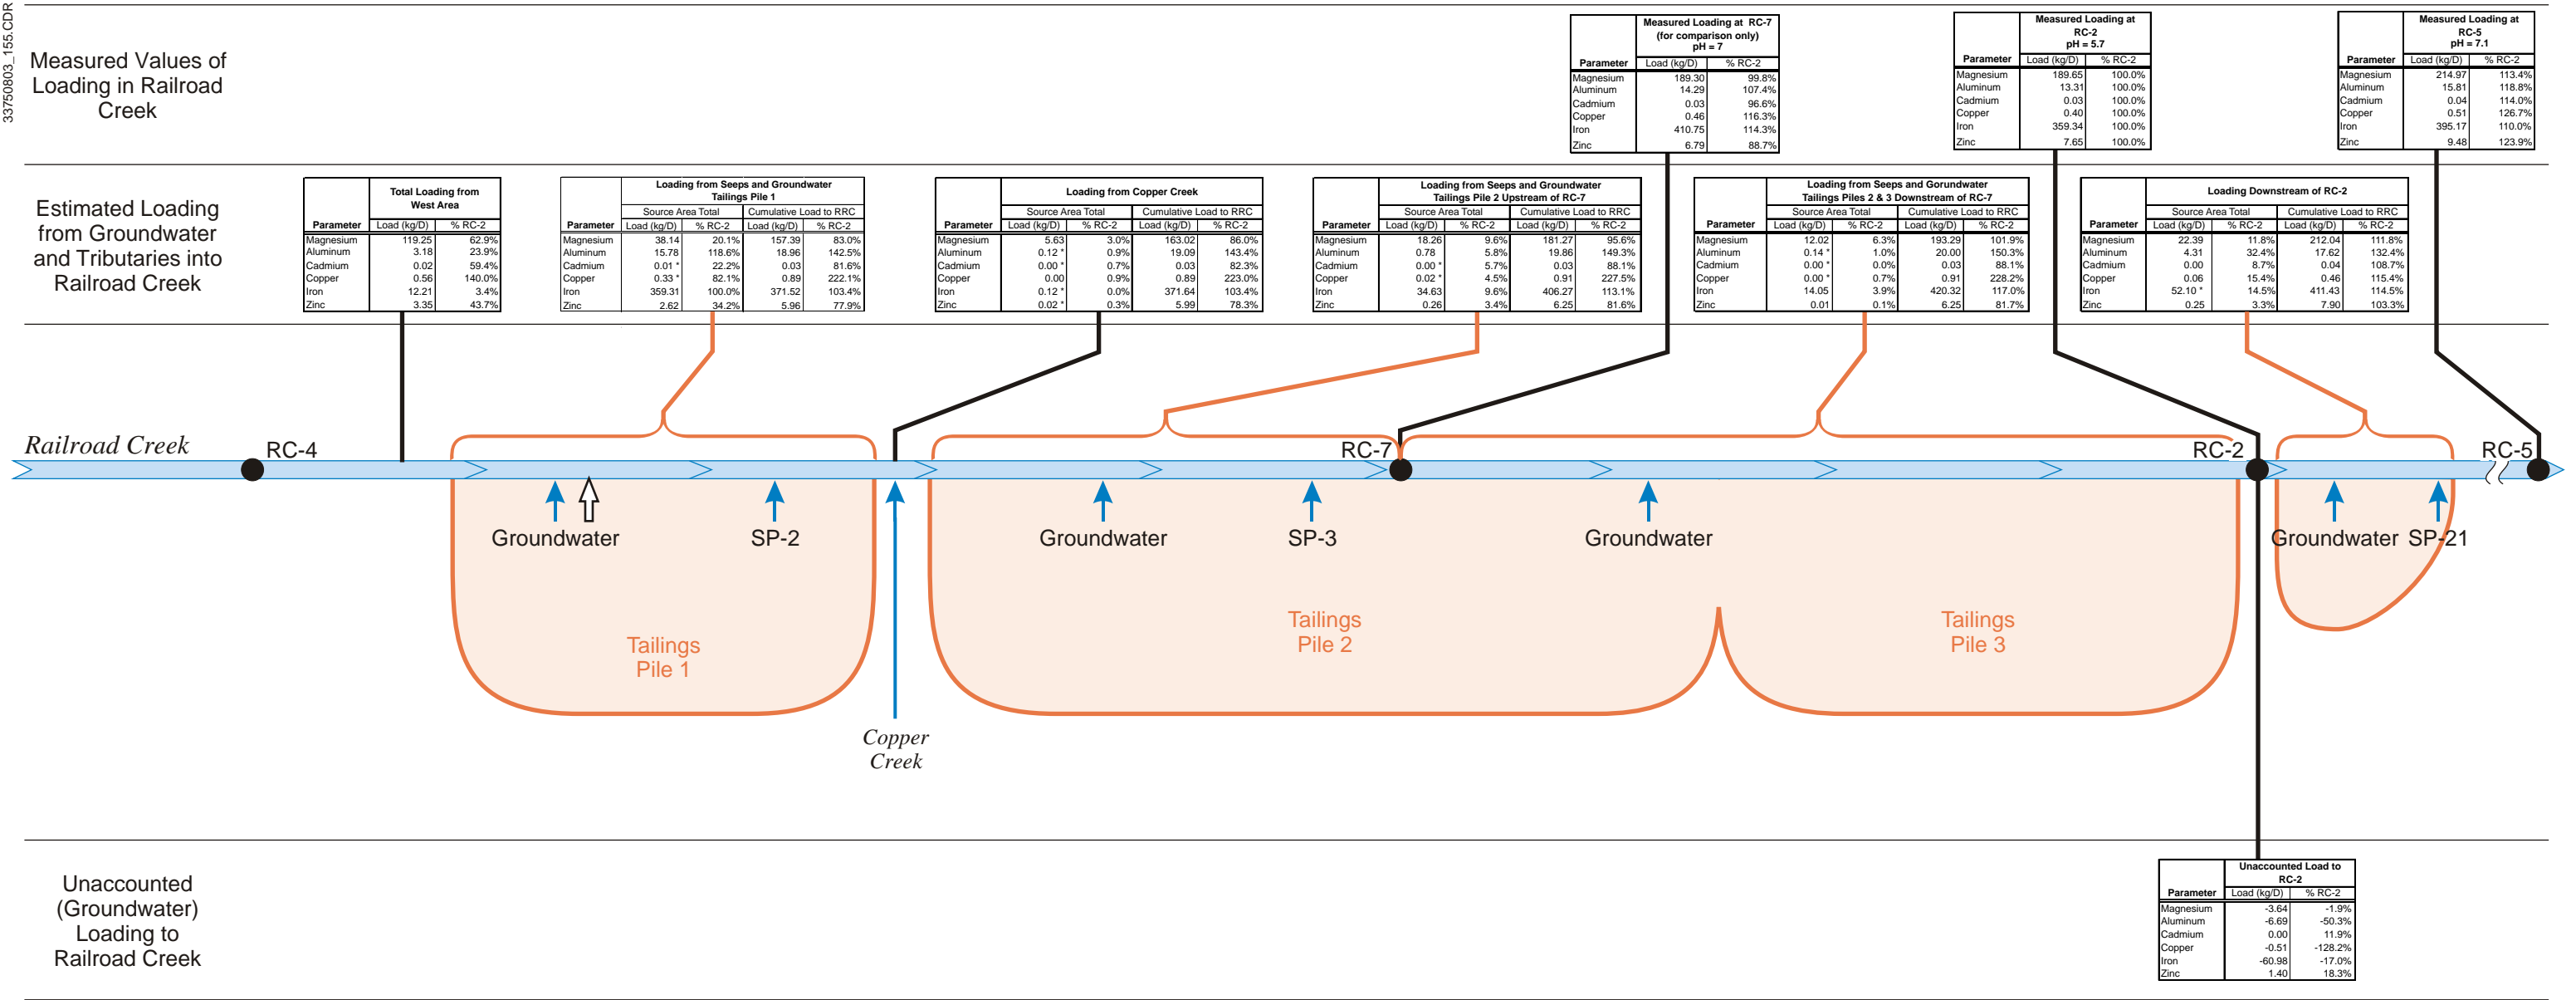 33750803_155.CDR
Measured Values of
Loading in Railroad
Creek
Measured Loading at RC-7
(for comparison only)
pH = 7
Parameter Load (kg/D) % RC-2
Magnesium 189.30 99.8%
Aluminum 14.29 107.4%
Cadmium 0.03 96.6%
Copper 0.46 116.3%
Iron 410.75 114.3%
Zinc 6.79 88.7%
Measured Loading at
RC-2
pH = 5.7
Parameter Load (kg/D) % RC-2
Magnesium 189.65 100.0%
Aluminum 13.31 100.0%
Cadmium 0.03 100.0%
Copper 0.40 100.0%
Iron 359.34 100.0%
Zinc 7.65 100.0%
Measured Loading at
RC-5
pH = 7.1
Parameter Load (kg/D) % RC-2
Magnesium 214.97 113.4%
Aluminum 15.81 118.8%
Cadmium 0.04 114.0%
Copper 0.51 126.7%
Iron 395.17 110.0%
Zinc 9.48 123.9%
Estimated Loading
from Groundwater
and Tributaries into
Railroad Creek
Total Loading from
West Area
Parameter Load (kg/D) % RC-2
Magnesium 119.25 62.9%
Aluminum 3.18 23.9%
Cadmium 0.02 59.4%
Copper 0.56 140.0%
Iron 12.21 3.4%
Zinc 3.35 43.7%
Loading from Seeps and Groundwater
Tailings Pile 1
Source Area Total Cumulative Load to RRC
Parameter Load (kg/D) % RC-2 Load (kg/D) % RC-2
Magnesium 38.14 20.1% 157.39 83.0%
Aluminum 15.78 118.6% 18.96 142.5%
Cadmium 0.01 * 22.2% 0.03 81.6%
Copper 0.33 * 82.1% 0.89 222.1%
Iron 359.31 100.0% 371.52 103.4%
Zinc 2.62 34.2% 5.96 77.9%
Loading from Copper Creek
Source Area Total Cumulative Load to RRC
Parameter Load (kg/D) % RC-2 Load (kg/D) % RC-2
Magnesium 5.63 3.0% 163.02 86.0%
Aluminum 0.12 * 0.9% 19.09 143.4%
Cadmium 0.00 * 0.7% 0.03 82.3%
Copper 0.00 0.9% 0.89 223.0%
Iron 0.12 * 0.0% 371.64 103.4%
Zinc 0.02 * 0.3% 5.99 78.3%
Loading from Seeps and Groundwater
Tailings Pile 2 Upstream of RC-7
Source Area Total Cumulative Load to RRC
Parameter Load (kg/D) % RC-2 Load (kg/D) % RC-2
Magnesium 18.26 9.6% 181.27 95.6%
Aluminum 0.78 5.8% 19.86 149.3%
Cadmium 0.00 * 5.7% 0.03 88.1%
Copper 0.02 * 4.5% 0.91 227.5%
Iron 34.63 9.6% 406.27 113.1%
Zinc 0.26 3.4% 6.25 81.6%
Loading from Seeps and Gorundwater
Tailings Piles 2 & 3 Downstream of RC-7
Source Area Total Cumulative Load to RRC
Parameter Load (kg/D) % RC-2 Load (kg/D) % RC-2
Magnesium 12.02 6.3% 193.29 101.9%
Aluminum 0.14 * 1.0% 20.00 150.3%
Cadmium 0.00 * 0.0% 0.03 88.1%
Copper 0.00 * 0.7% 0.91 228.2%
Iron 14.05 3.9% 420.32 117.0%
Zinc 0.01 0.1% 6.25 81.7%
Loading Downstream of RC-2
Source Area Total Cumulative Load to RRC
Parameter Load (kg/D) % RC-2 Load (kg/D) % RC-2
Magnesium 22.39 11.8% 212.04 111.8%
Aluminum 4.31 32.4% 17.62 132.4%
Cadmium 0.00 8.7% 0.04 108.7%
Copper 0.06 15.4% 0.46 115.4%
Iron 52.10 * 14.5% 411.43 114.5%
Zinc 0.25 3.3% 7.90 103.3%
Railroad Creek RC-4 RC-7 RC-2 RC-5
Groundwater SP-2 Groundwater SP-3 Groundwater Groundwater SP-21
Tailings
Pile 1
Tailings
Pile 2
Tailings
Pile 3
Copper
Creek
Unaccounted
(Groundwater)
Loading to
Railroad Creek
Unaccounted Load to
RC-2
Parameter Load (kg/D) % RC-2
Magnesium -3.64 -1.9%
Aluminum -6.69 -50.3%
Cadmium 0.00 11.9%
Copper -0.51 -128.2%
Iron -60.98 -17.0%
Zinc 1.40 18.3%